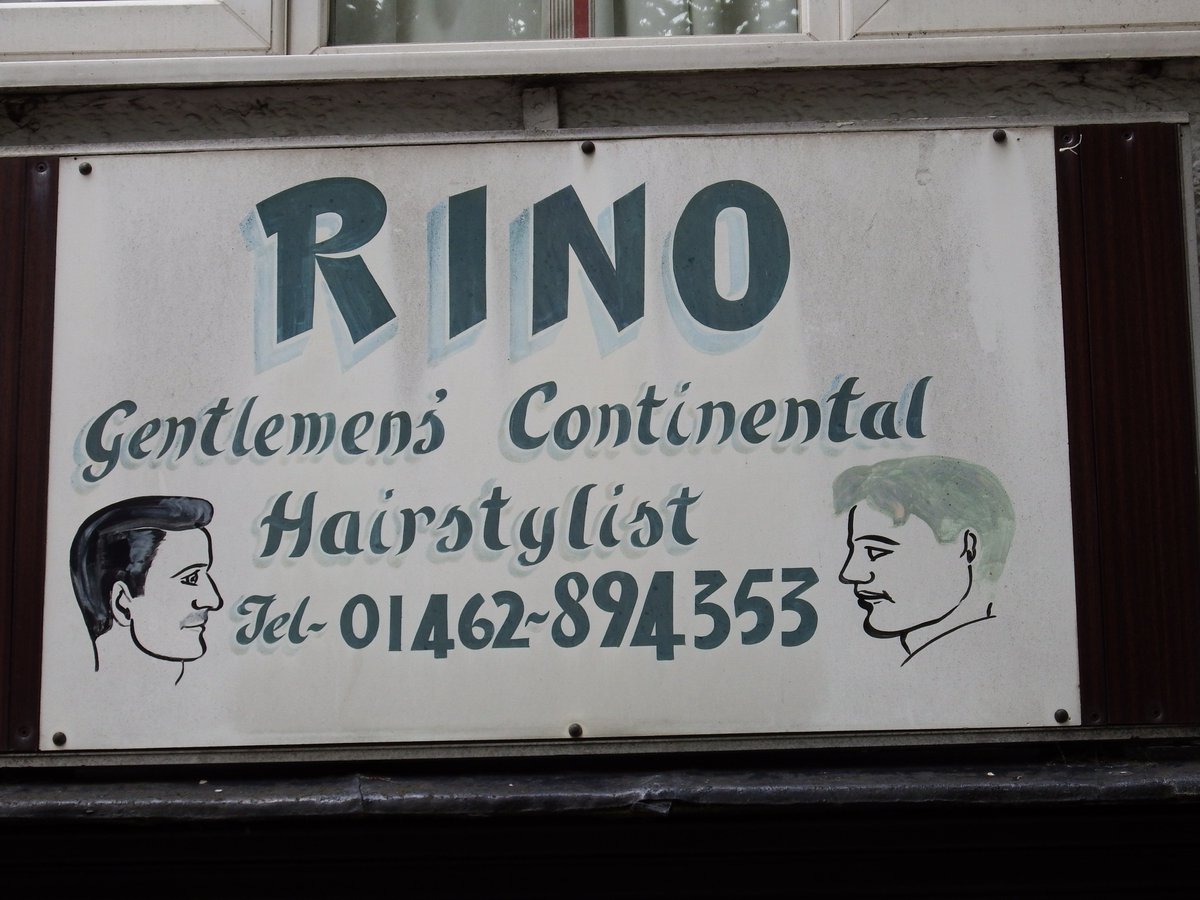 RINO
Gentlemens' Continental
Hairstylist
Tel~ 01462~894353